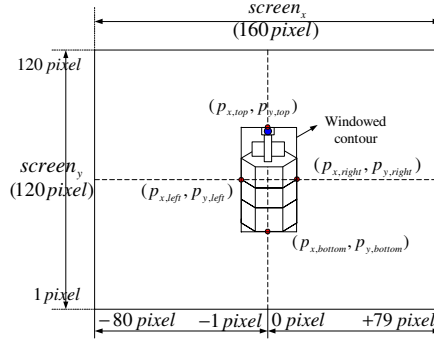 screen_x
(160 pixel)
120 pixel
(p_x,top, p_y,top)
Windowed
contour
screen_y
(120 pixel)
(p_x,left, p_y,left)
(p_x,right, p_y,right)
(p_x,bottom, p_y,bottom)
1 pixel
−80 pixel
−1 pixel
0 pixel
+79 pixel